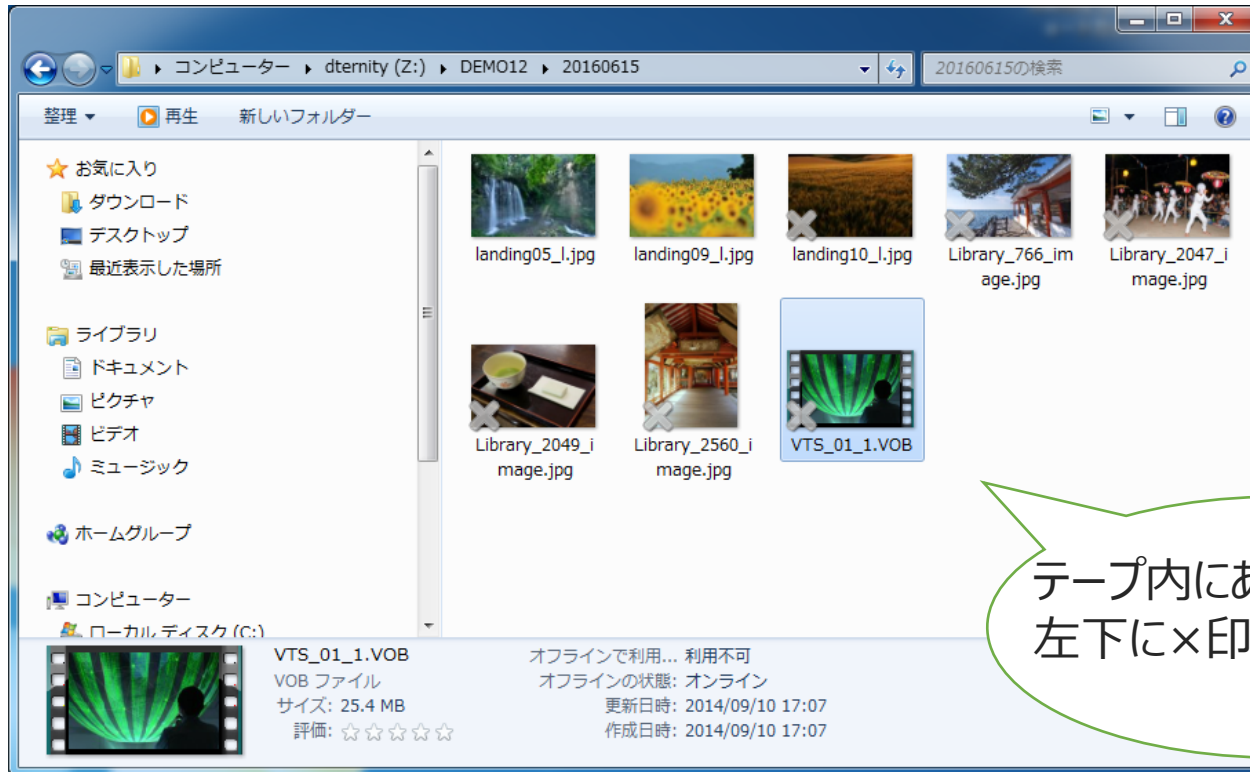 コンピューター dternity (Z:) DEMO12 20160615
20160615の検索
整理 再生 新しいフォルダー
お気に入り
ダウンロード
デスクトップ
最近表示した場所
ライブラリ
ドキュメント
ピクチャ
ビデオ
ミュージック
ホームグループ
コンピューター
ローカル ディスク (C:)
landing05_l.jpg landing09_l.jpg landing10_l.jpg Library_766_im Library_2047_i
age.jpg mage.jpg
Library_2049_i Library_2560_i VTS_01_1.VOB
mage.jpg mage.jpg
テープ内にあ
左下に×印
VTS_01_1.VOB オフラインで利用... 利用不可
VOB ファイル オフラインの状態: オンライン
サイズ: 25.4 MB 更新日時: 2014/09/10 17:07
評価: 作成日時: 2014/09/10 17:07